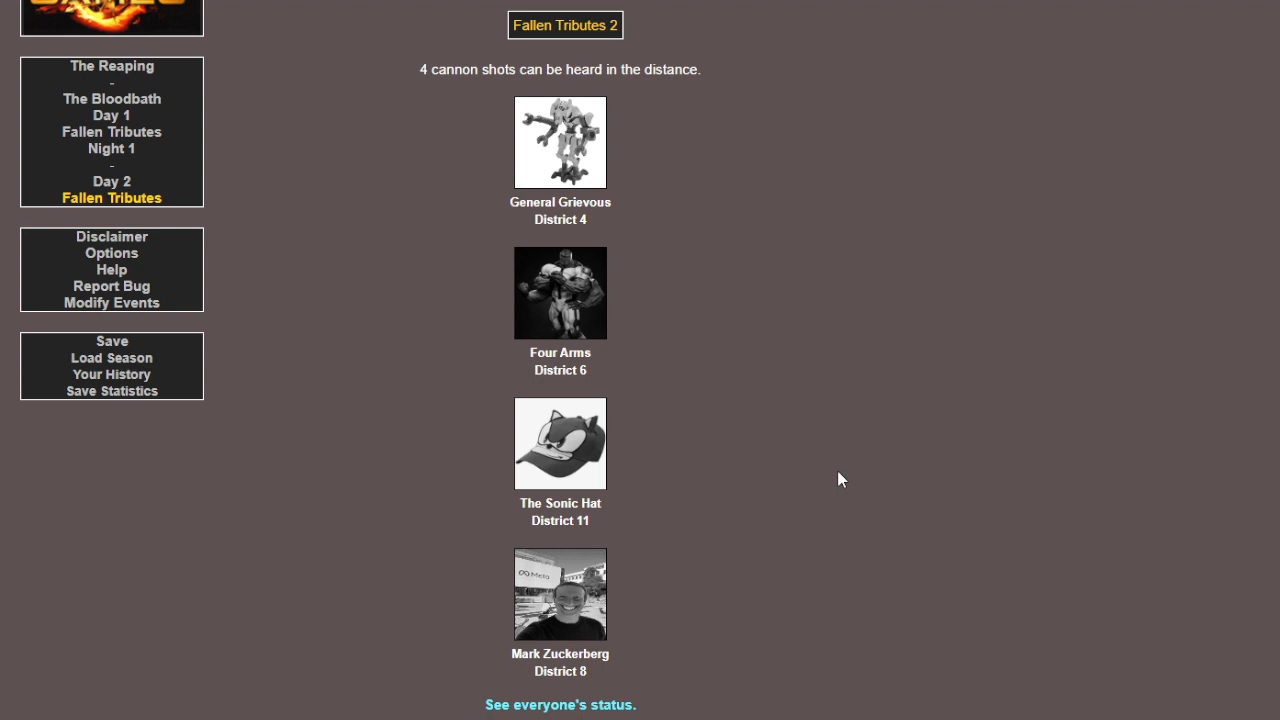 GAMES
The Reaping
-
The Bloodbath
Day 1
Fallen Tributes
Night 1
-
Day 2
Fallen Tributes
Disclaimer
Options
Help
Report Bug
Modify Events
Save
Load Season
Your History
Save Statistics
Fallen Tributes 2
4 cannon shots can be heard in the distance.
General Grievous
District 4
Four Arms
District 6
The Sonic Hat
District 11
Meta
Mark Zuckerberg
District 8
See everyone's status.